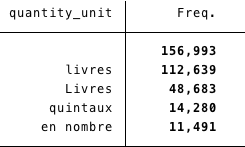 quantity_unit Freq.
156,993
livres 112,639
Livres 48,683
quintaux 14,280
en nombre 11,491